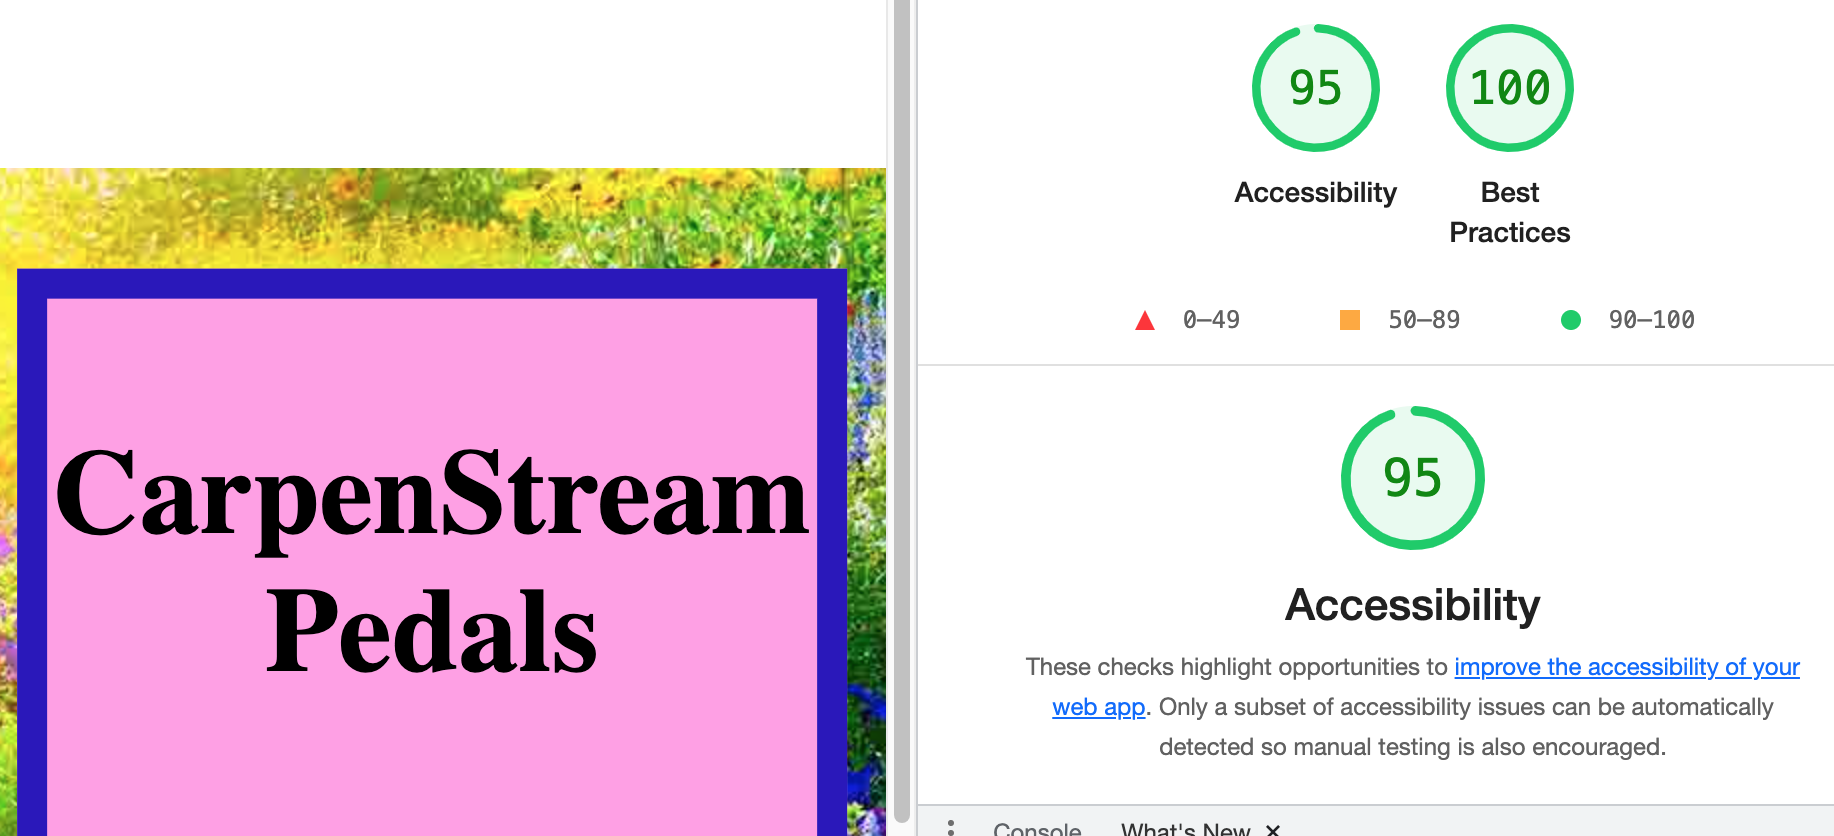 CarpenStream
Pedals
95
100
Accessibility
Best
Practices
0–49
50–89
90–100
95
Accessibility
These checks highlight opportunities to improve the accessibility of your
web app. Only a subset of accessibility issues can be automatically
detected so manual testing is also encouraged.
Console
What's New